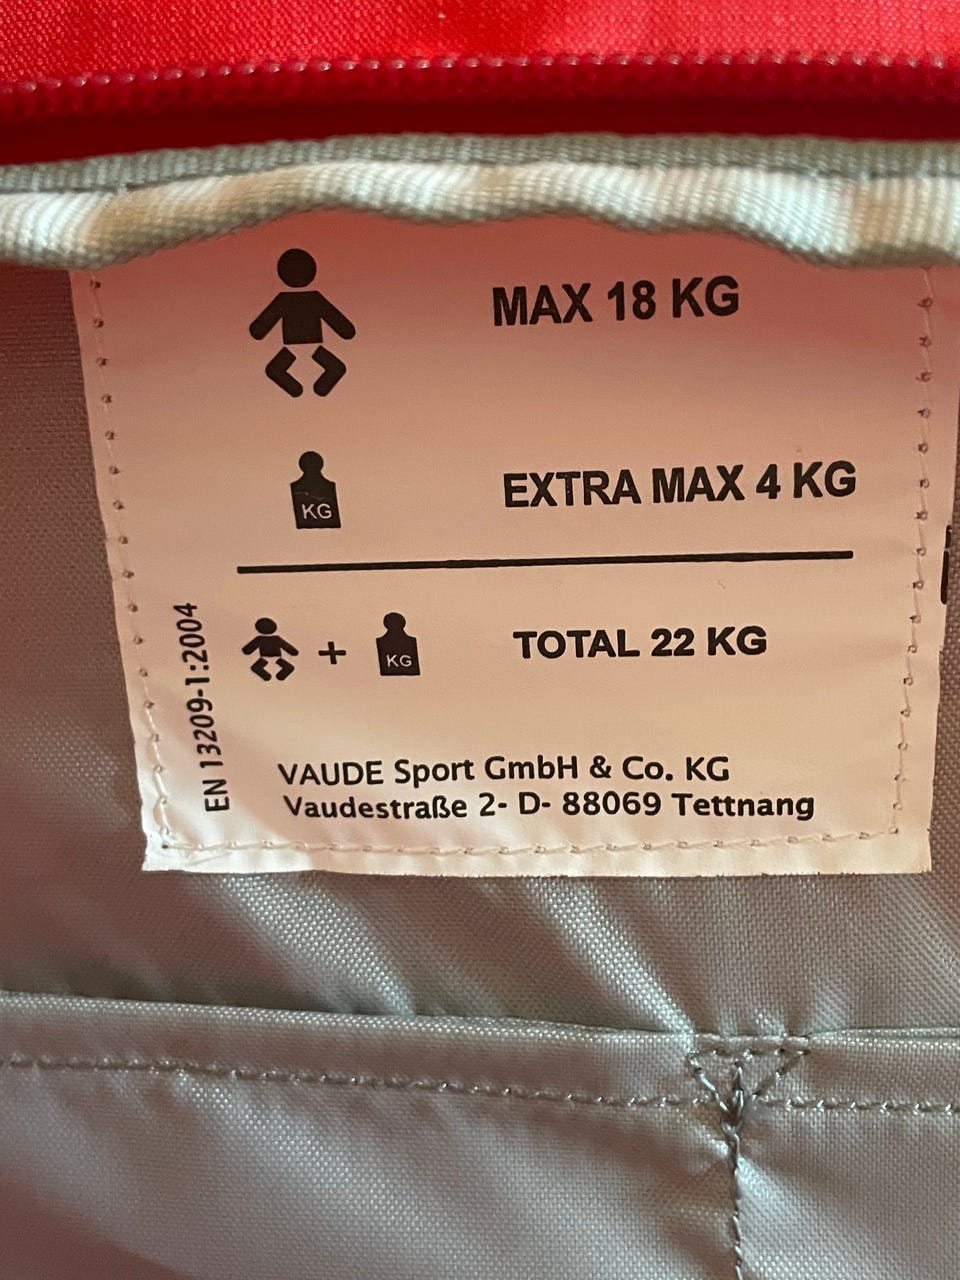 MAX 18 KG
KG
EXTRA MAX 4 KG
+
KG
TOTAL 22 KG
EN 13209-1:2004
VAUDE Sport GmbH & Co. KG
Vaudestraße 2- D- 88069 Tettnang